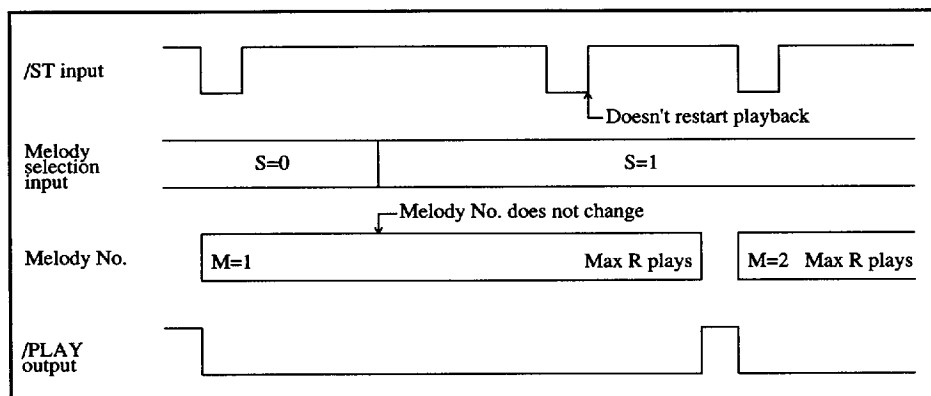 /ST input
Doesn't restart playback
Melody
selection
input
S=0
S=1
Melody No. does not change
Melody No.
M=1
Max R plays
M=2 Max R plays
/PLAY
output